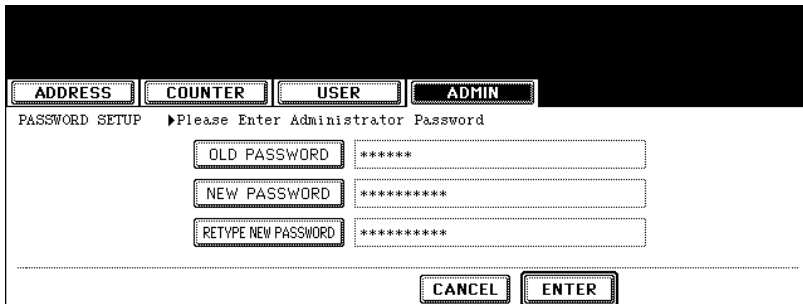 ADDRESS COUNTER USER ADMIN
PASSWORD SETUP ▶Please Enter Administrator Password
OLD PASSWORD ******
NEW PASSWORD **********
RETYPE NEW PASSWORD **********
CANCEL ENTER